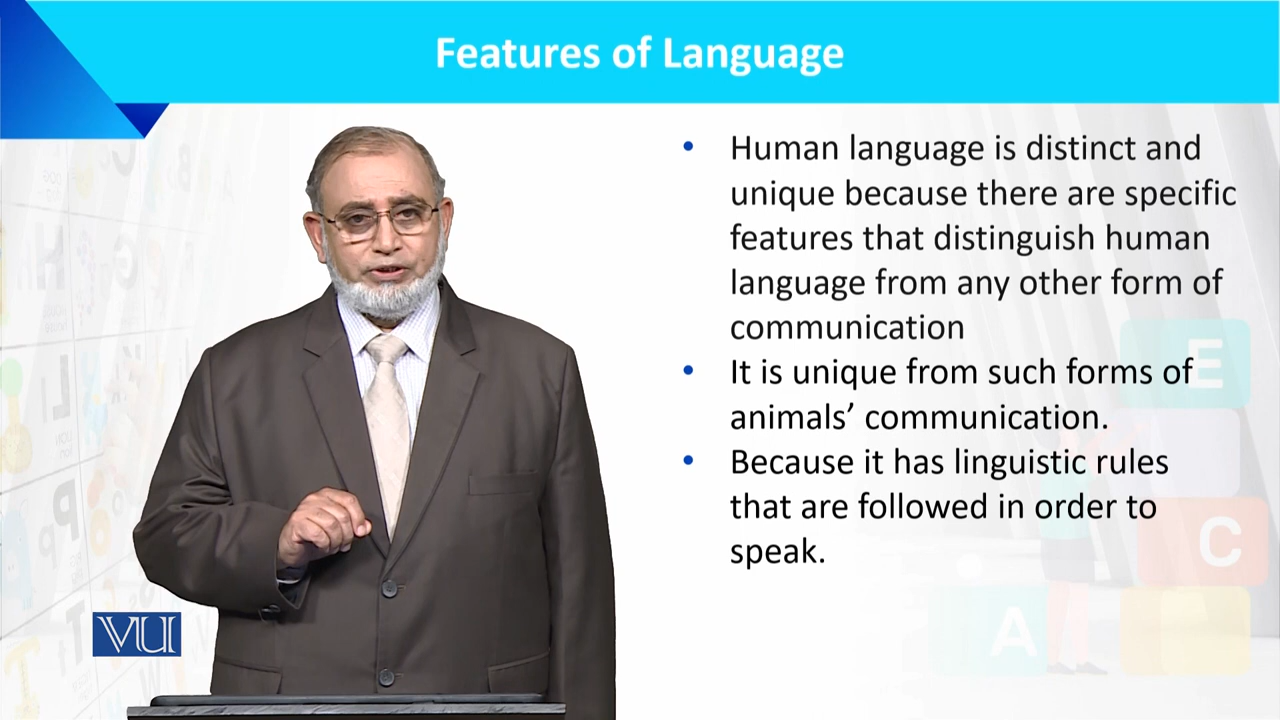 Features of Language
• Human language is distinct and
unique because there are specific
features that distinguish human
language from any other form of
communication
• It is unique from such forms of
animals’ communication.
• Because it has linguistic rules
that are followed in order to
speak.
E
C
A
VU